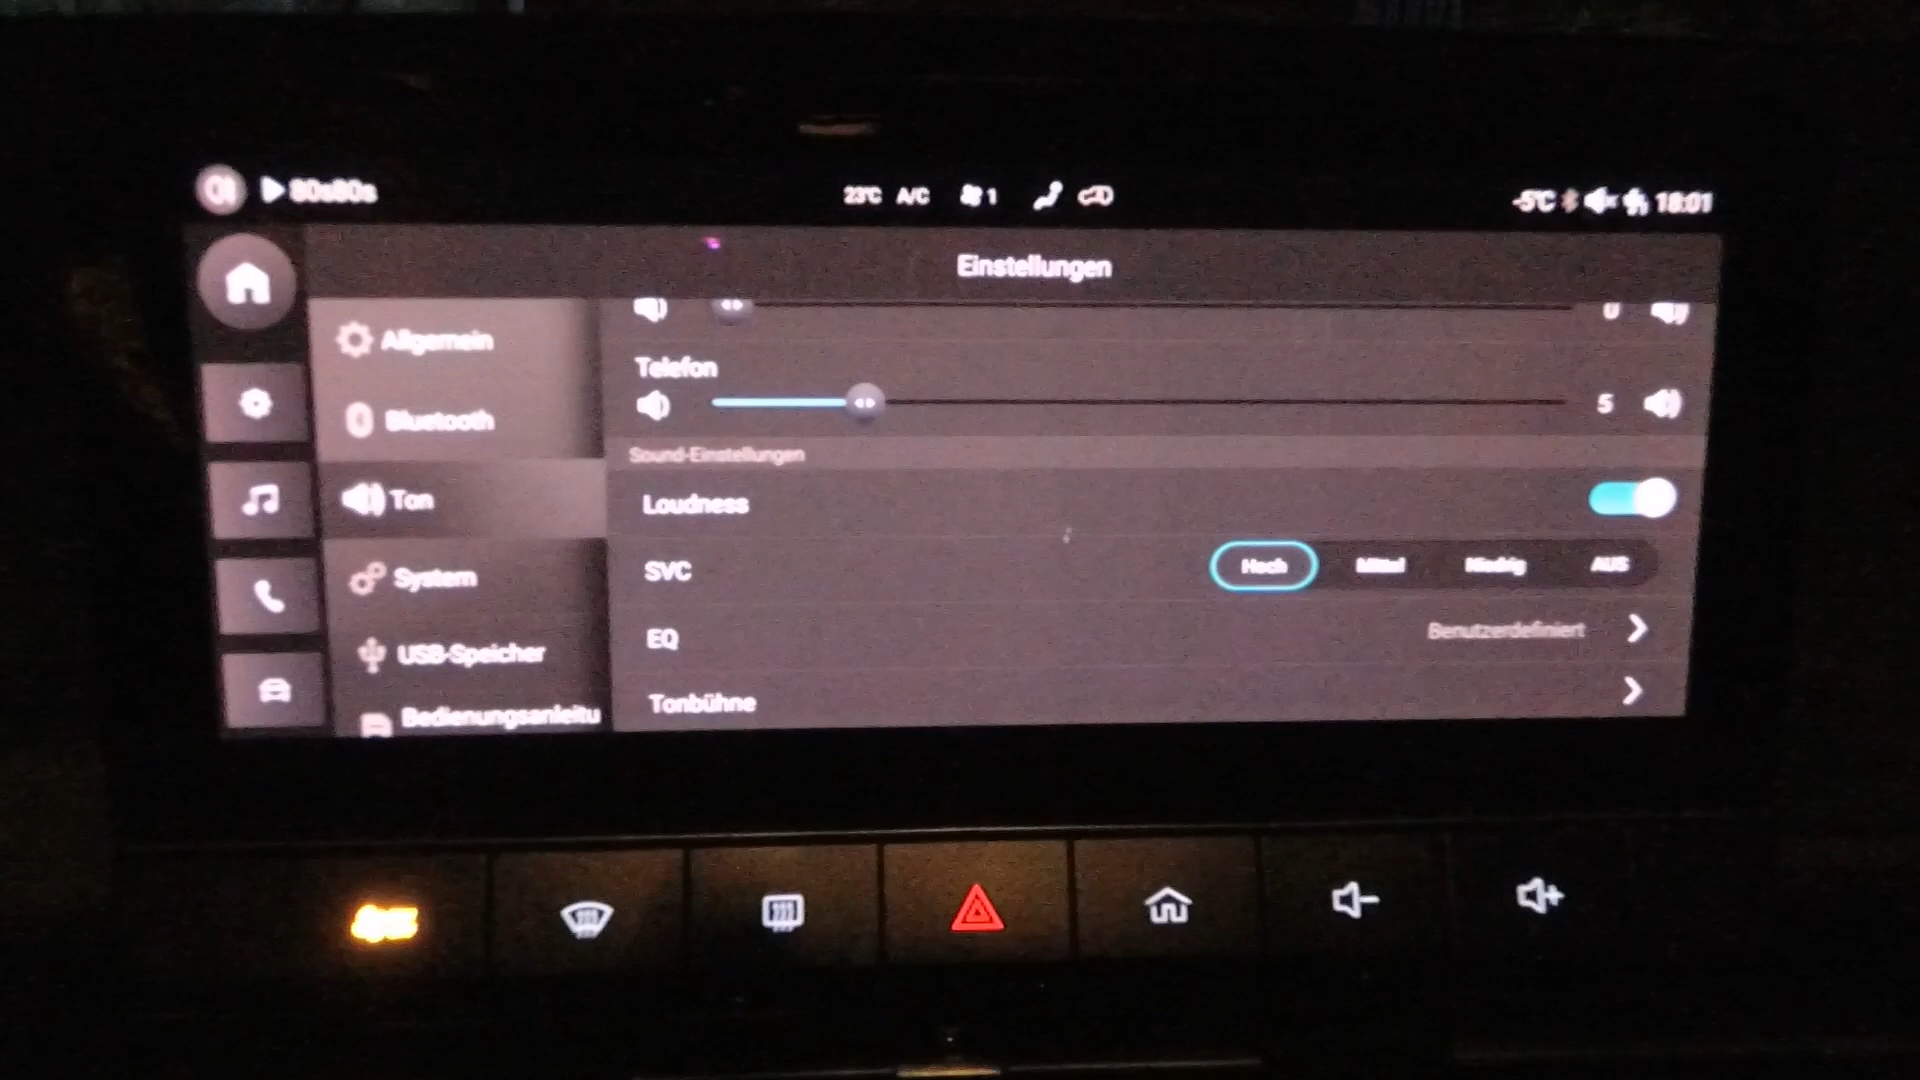 80s80s
23°C A/C 1
-5°C 18:01
Einstellungen
Allgemein
Bluetooth
Ton
System
USB-Speicher
Bedienungsanleitu
0
Telefon
5
Sound-Einstellungen
Loudness
SVC Hoch Mittel Niedrig AUS
EQ Benutzerdefiniert
Tonbühne